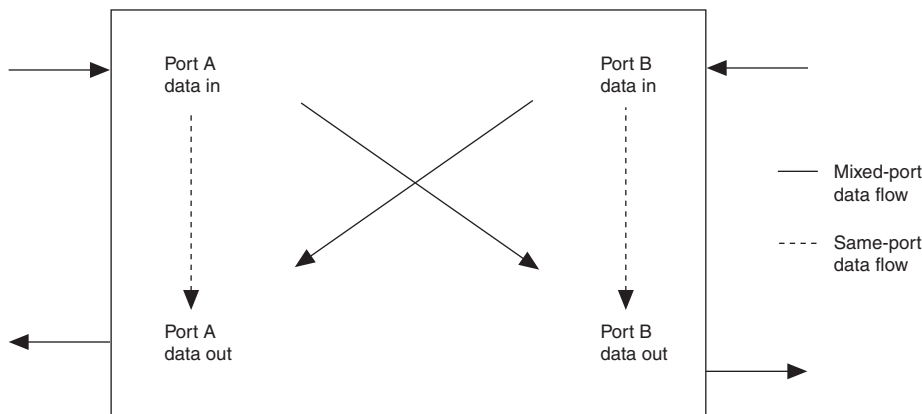 Port A
data in
Port B
data in
Mixed-port
data flow
Same-port
data flow
Port A
data out
Port B
data out